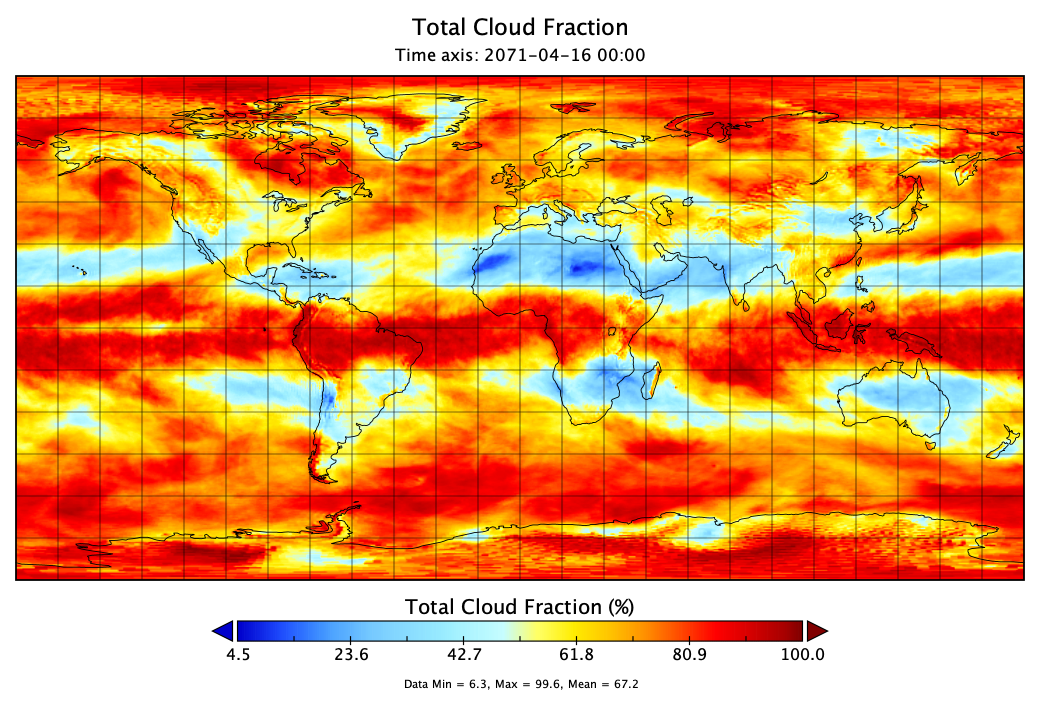 Total Cloud Fraction
Time axis: 2071-04-16 00:00
Total Cloud Fraction (%)
4.5 23.6 42.7 61.8 80.9 100.0
Data Min = 6.3, Max = 99.6, Mean = 67.2